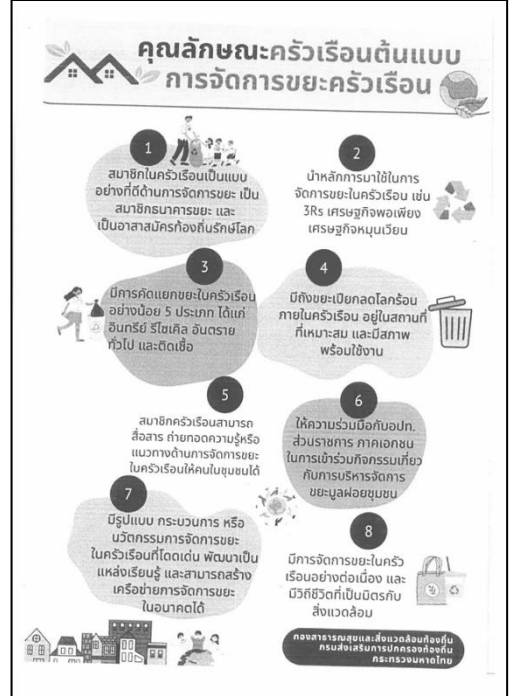 คุณลักษณะครัวเรือนต้นแบบ
การจัดการขยะครัวเรือน
1
สมาชิกในครัวเรือนเป็นแบบ
อย่างที่ดีด้านการจัดการขยะ เป็น
สมาชิกธนาคารขยะ และ
เป็นอาสาสมัครท้องถิ่นรักษ์โลก
2
นำหลักการมาใช้ในการ
จัดการขยะในครัวเรือน เช่น
3Rs เศรษฐกิจพอเพียง
เศรษฐกิจหมุนเวียน
3
มีการคัดแยกขยะในครัวเรือน
อย่างน้อย 5 ประเภท ได้แก่
อินทรีย์ รีไซเคิล อันตราย
ทั่วไป และติดเชื้อ
4
มีถังขยะเปียกลดโลกร้อน
ภายในครัวเรือน อยู่ในสถานที่
ที่เหมาะสม และมีสภาพ
พร้อมใช้งาน
5
สมาชิกครัวเรือนสามารถ
สื่อสาร ถ่ายทอดความรู้หรือ
แนวทางด้านการจัดการขยะ
ในครัวเรือนให้คนในชุมชนได้
6
ให้ความร่วมมือกับอปท.
ส่วนราชการ ภาคเอกชน
ในการเข้าร่วมกิจกรรมเกี่ยว
กับการบริหารจัดการ
ขยะมูลฝอยชุมชน
7
มีรูปแบบ กระบวนการ หรือ
นวัตกรรมการจัดการขยะ
ในครัวเรือนที่โดดเด่น พัฒนาเป็น
แหล่งเรียนรู้ และสามารถสร้าง
เครือข่ายการจัดการขยะ
ในอนาคตได้
8
มีการจัดการขยะในครัว
เรือนอย่างต่อเนื่อง และ
มีวิถีชีวิตที่เป็นมิตรกับ
สิ่งแวดล้อม
กองสาธารณสุขและสิ่งแวดล้อมท้องถิ่น
กรมส่งเสริมการปกครองท้องถิ่น
กระทรวงมหาดไทย